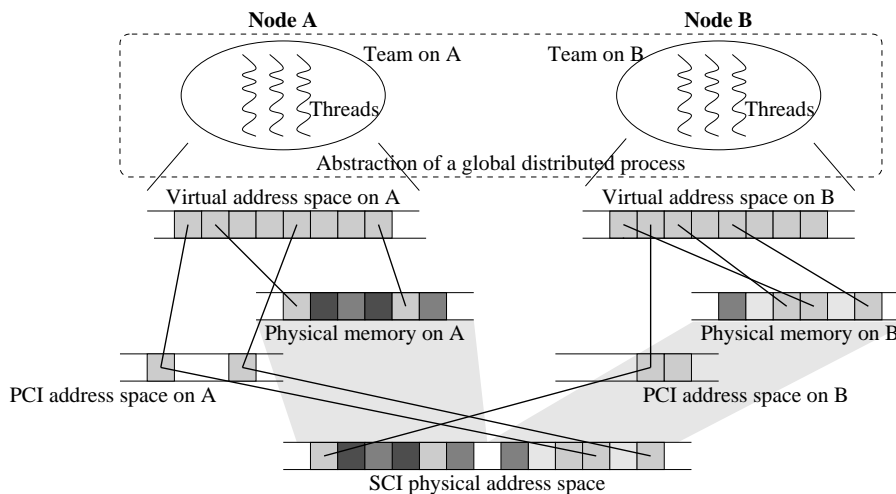 Node A
Node B
Team on A
Team on B
Threads
Threads
Abstraction of a global distributed process
Virtual address space on A
Virtual address space on B
Physical memory on A
Physical memory on B
PCI address space on A
PCI address space on B
SCI physical address space